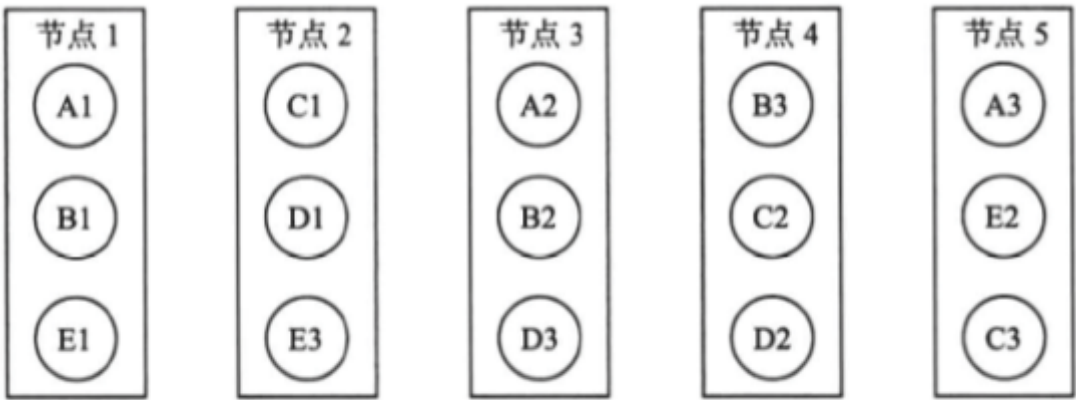 节点 1 节点 2 节点 3 节点 4 节点 5
A1 C1 A2 B3 A3
B1 D1 B2 C2 E2
E1 E3 D3 D2 C3